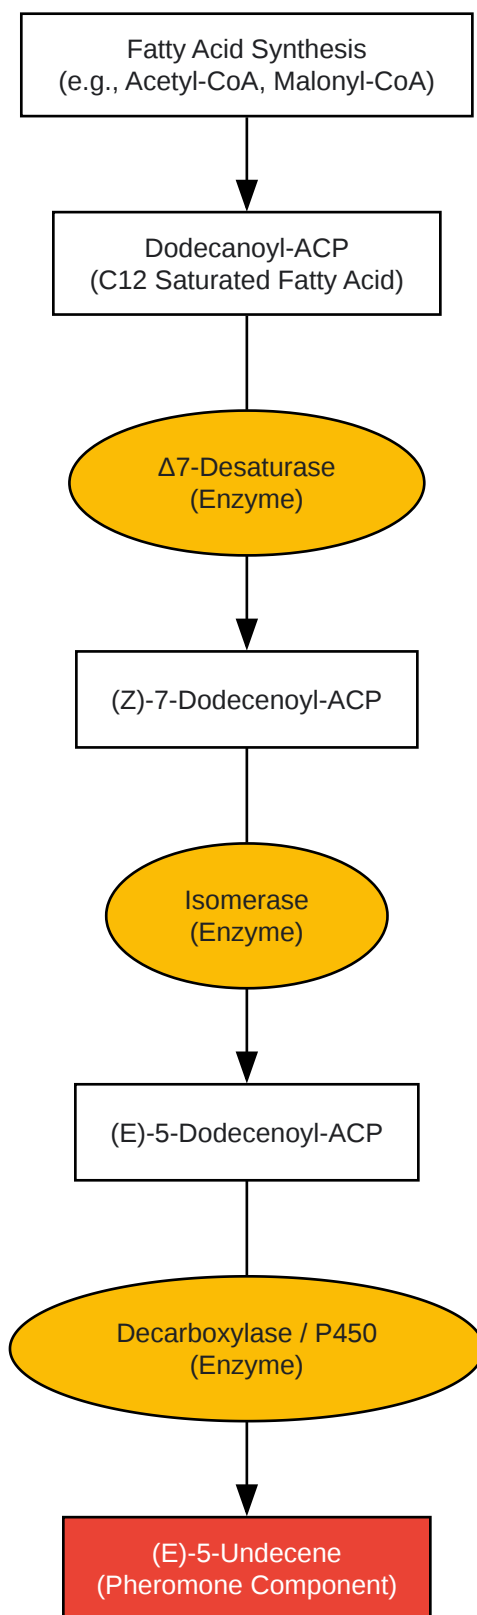 Fatty Acid Synthesis
(e.g., Acetyl-CoA, Malonyl-CoA)
Dodecanoyl-ACP
(C12 Saturated Fatty Acid)
Δ7-Desaturase
(Enzyme)
(Z)-7-Dodecenoyl-ACP
Isomerase
(Enzyme)
(E)-5-Dodecenoyl-ACP
Decarboxylase / P450
(Enzyme)
(E)-5-Undecene
(Pheromone Component)